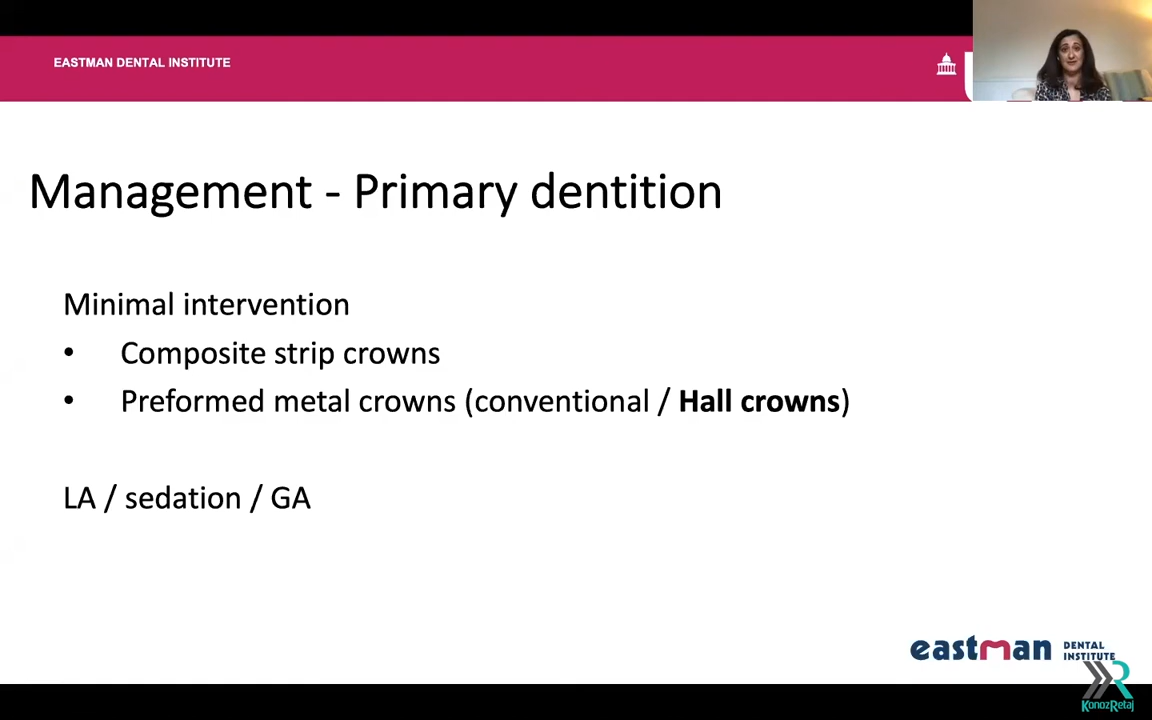 EASTMAN DENTAL INSTITUTE
Management - Primary dentition
Minimal intervention
• Composite strip crowns
• Preformed metal crowns (conventional / Hall crowns)
LA / sedation / GA
eastman DENTAL
INSTITUTE
KonozRetaj